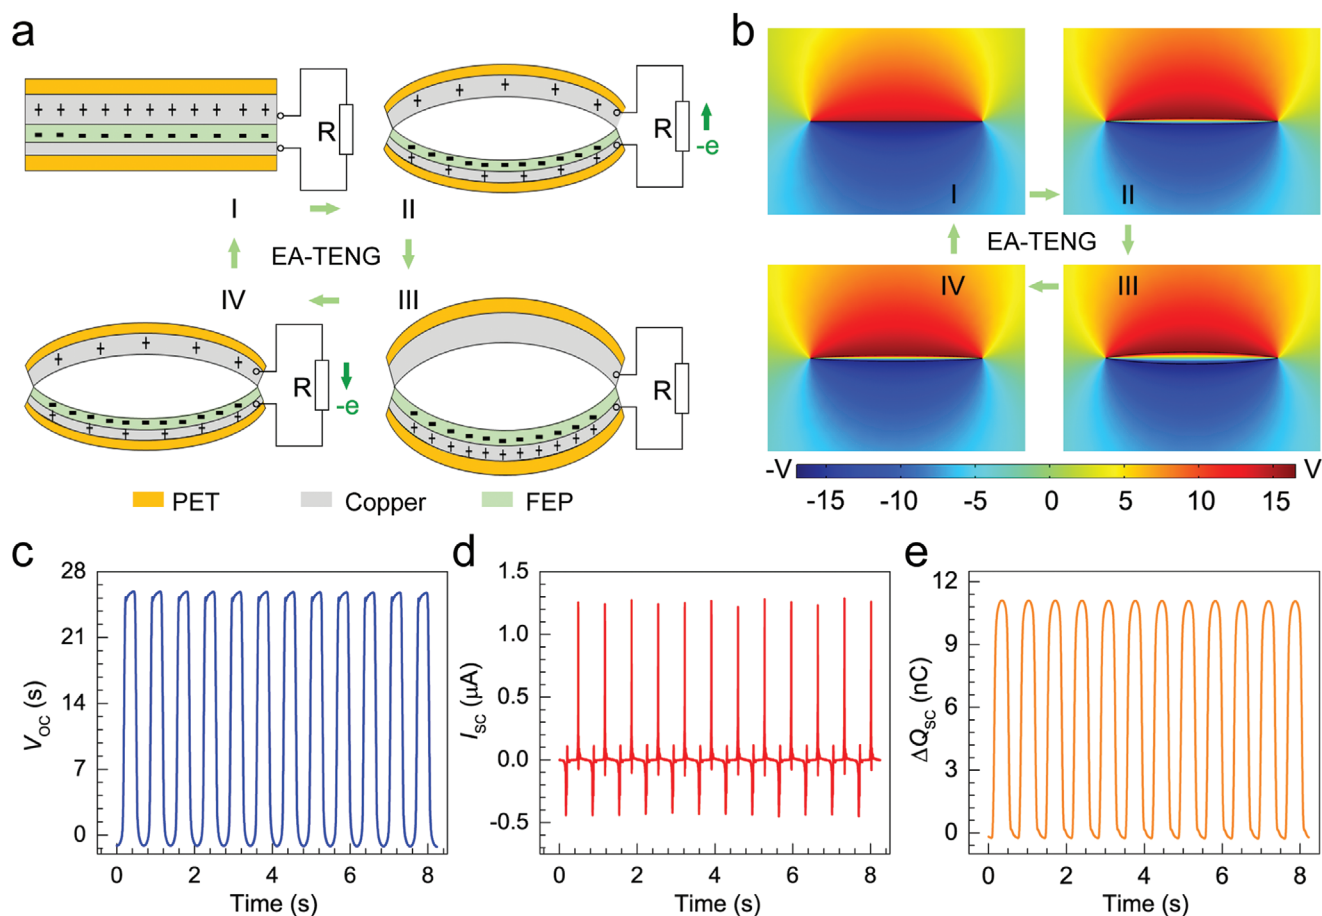 a
+ + + + + + + + + + +
- - - - - - - - - - -
R
+ + + + +
R
-e
I
II
EA-TENG
IV
III
+ + + + +
R
-e
R
PET
Copper
FEP
b
I
II
EA-TENG
IV
III
-V
V
-15 -10 -5 0 5 10 15
c
28
21
14
7
0
Voc (s)
0 2 4 6 8
Time (s)
d
1.5
1.0
0.5
0.0
-0.5
Isc (μA)
0 2 4 6 8
Time (s)
e
12
9
6
3
0
ΔQsc (nC)
0 2 4 6 8
Time (s)